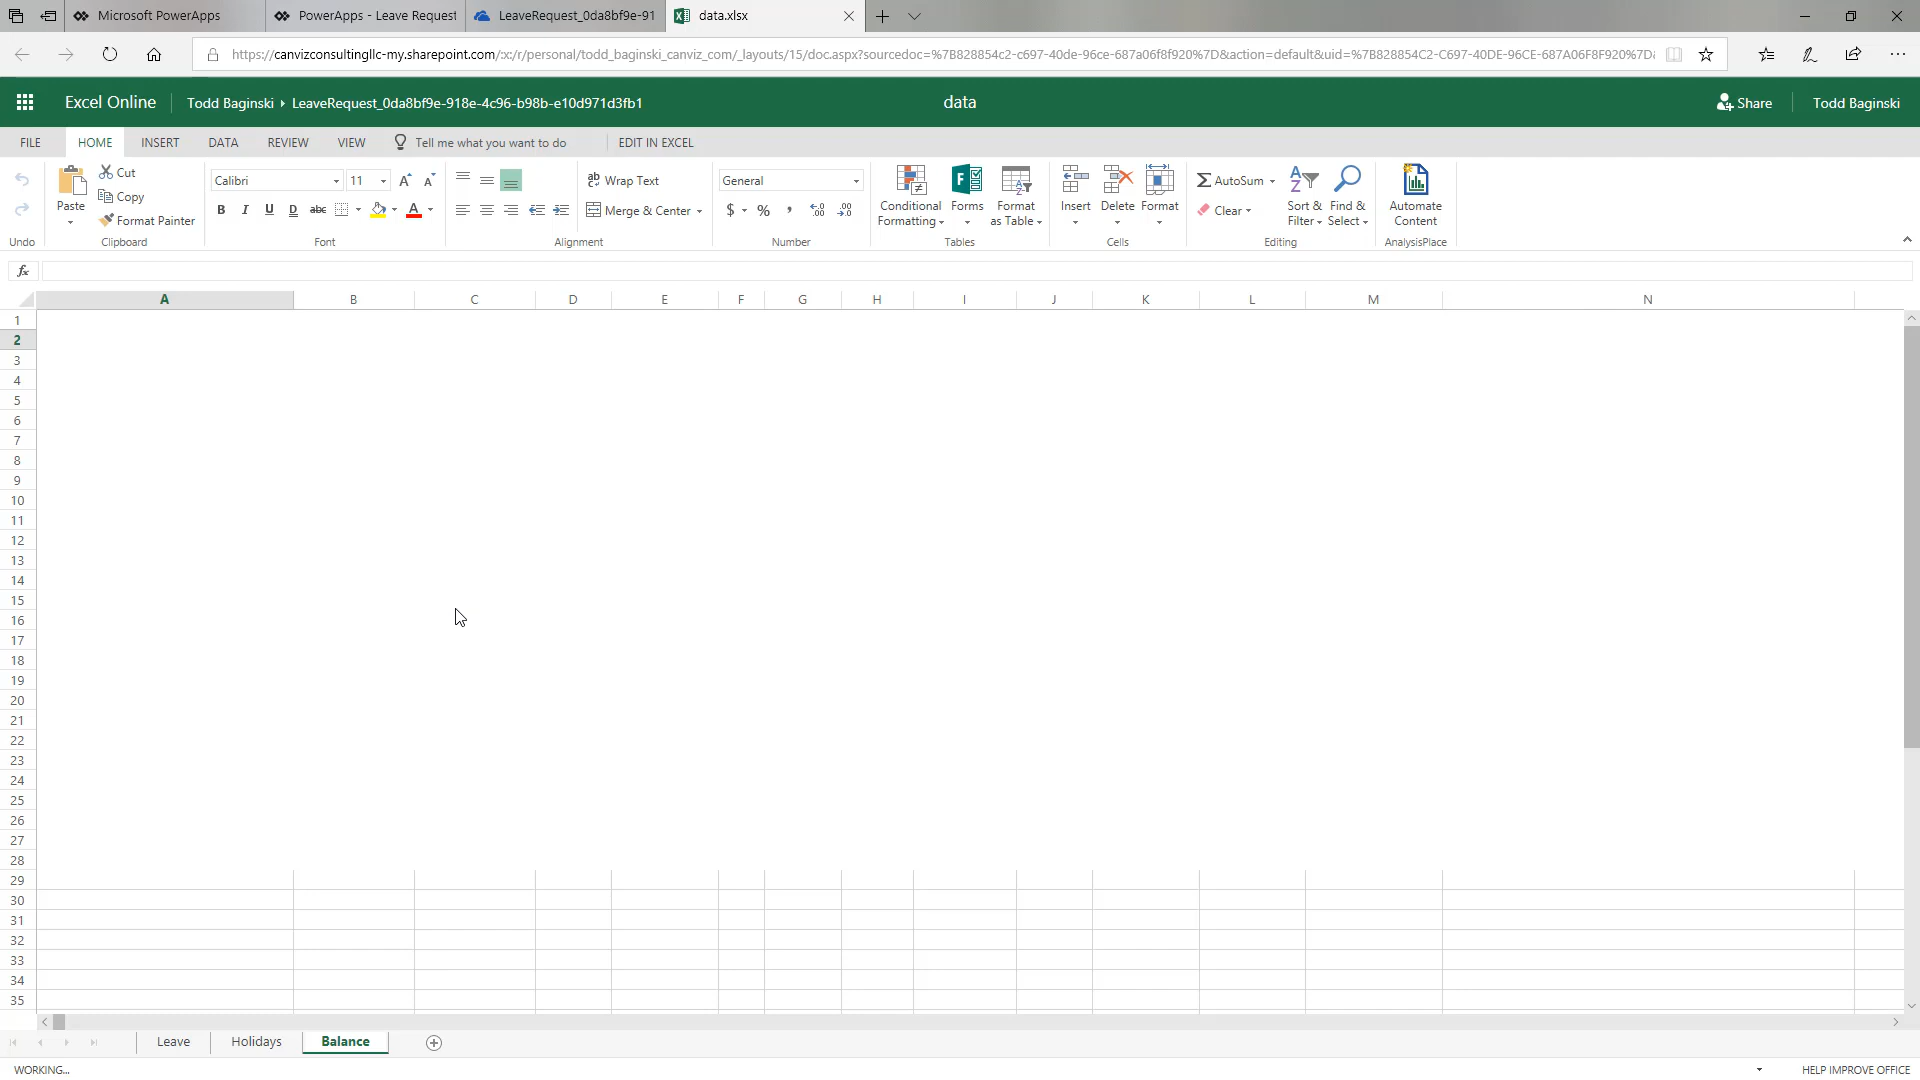 Microsoft PowerApps
PowerApps - Leave Request
LeaveRequest_0da8bf9e-91
data.xlsx
https://canvizconsultingllc-my.sharepoint.com/:x:/r/personal/todd_baginski_canviz_com/_layouts/15/doc.aspx?sourcedoc=%7B828854c2-c697-40de-96ce-687a06f8f920%7D&action=default&uid=%7B828854C2-C697-40DE-96CE-687A06F8F920%7D&
Excel Online
Todd Baginski
LeaveRequest_0da8bf9e-918e-4c96-b98b-e10d971d3fb1
data
Share
Todd Baginski
FILE
HOME
INSERT
DATA
REVIEW
VIEW
Tell me what you want to do
EDIT IN EXCEL
Paste
Cut
Copy
Format Painter
Calibri
11
B I U D abc
Wrap Text
Merge & Center
General
$ % ,
Conditional
Formatting
Forms
Format
as Table
Insert
Delete
Format
AutoSum
Clear
Sort &
Filter
Find &
Select
Automate
Content
Undo
Clipboard
Font
Alignment
Number
Tables
Cells
Editing
AnalysisPlace
fx
A B C D E F G H I J K L M N
1
2
3
4
5
6
7
8
9
10
11
12
13
14
15
16
17
18
19
20
21
22
23
24
25
26
27
28
29
30
31
32
33
34
35
Leave
Holidays
Balance
WORKING...
HELP IMPROVE OFFICE